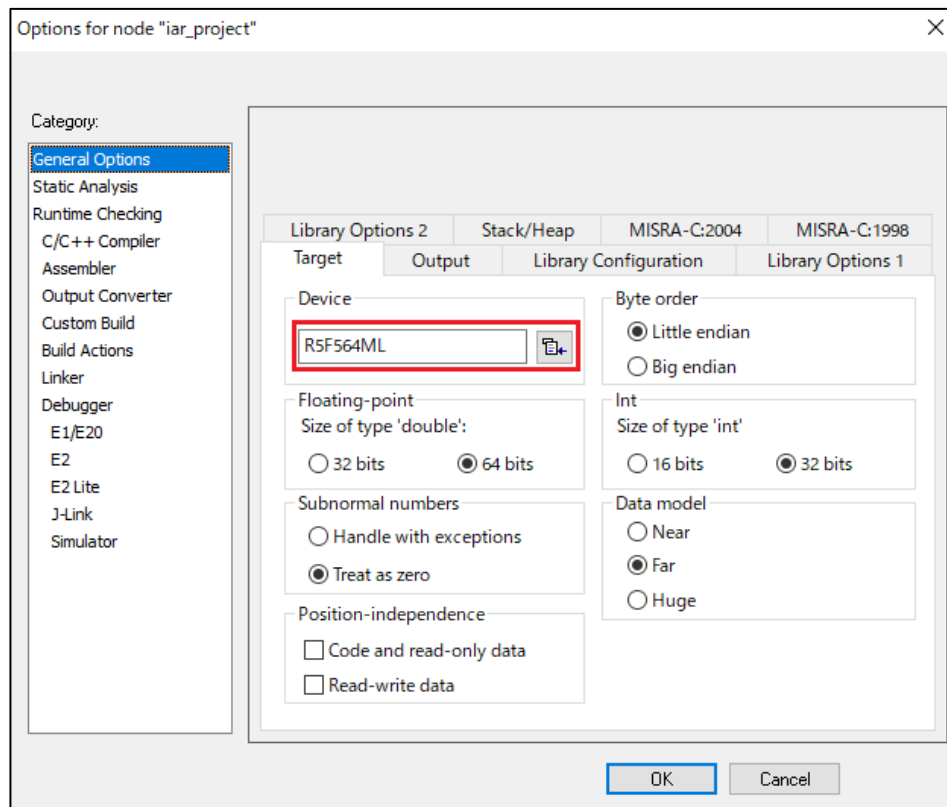 Options for node "iar_project"
Category:
General Options
Static Analysis
Runtime Checking
C/C++ Compiler
Assembler
Output Converter
Custom Build
Build Actions
Linker
Debugger
E1/E20
E2
E2 Lite
J-Link
Simulator
Library Options 2 Stack/Heap MISRA-C:2004 MISRA-C:1998
Target Output Library Configuration Library Options 1
Device
R5F564ML
Byte order
Little endian
Big endian
Floating-point
Size of type 'double':
32 bits 64 bits
Int
Size of type 'int'
16 bits 32 bits
Subnormal numbers
Handle with exceptions
Treat as zero
Data model
Near
Far
Huge
Position-independence
Code and read-only data
Read-write data
OK Cancel